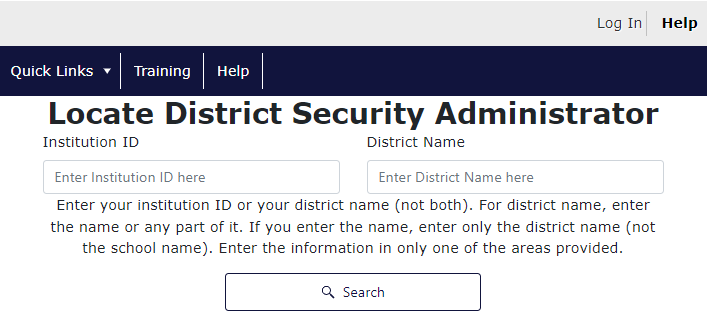 Log In Help
Quick Links Training Help
Locate District Security Administrator
Institution ID District Name
Enter Institution ID here Enter District Name here
Enter your institution ID or your district name (not both). For district name, enter
the name or any part of it. If you enter the name, enter only the district name (not
the school name). Enter the information in only one of the areas provided.
Search